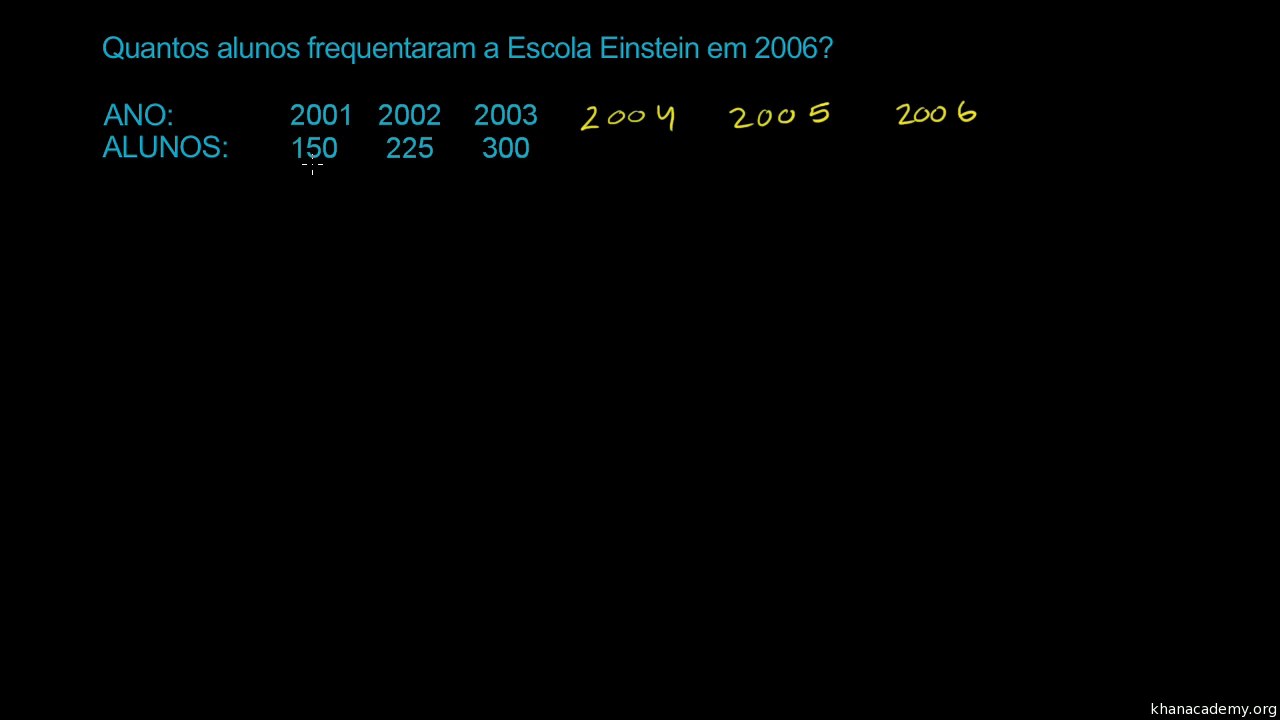 Quantos alunos frequentaram a Escola Einstein em 2006?
ANO: 2001 2002 2003 2004 2005 2006
ALUNOS: 150 225 300
khanacademy.org